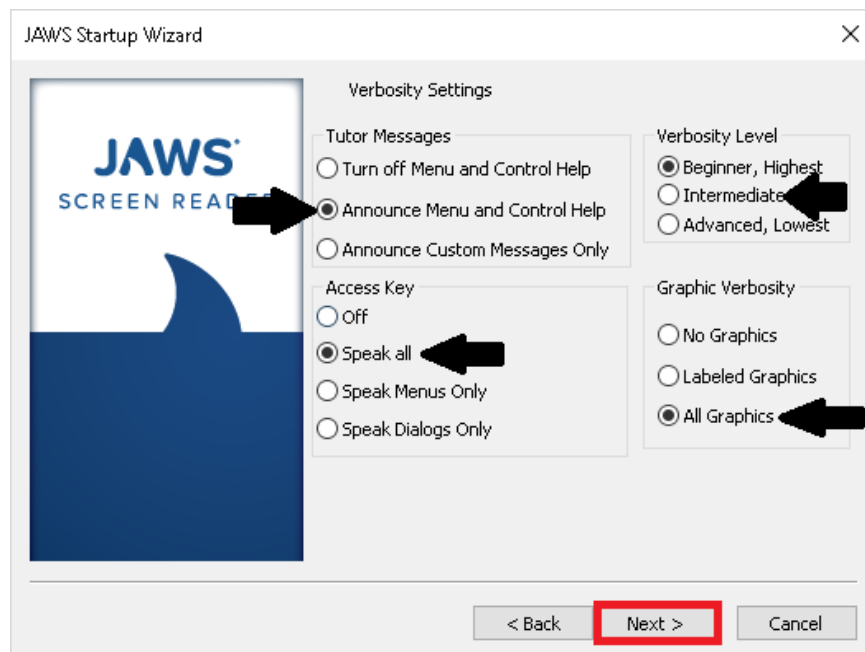 JAWS Startup Wizard
JAWS
SCREEN READER
Verbosity Settings
Tutor Messages
Turn off Menu and Control Help
Announce Menu and Control Help
Announce Custom Messages Only
Verbosity Level
Beginner, Highest
Intermediate
Advanced, Lowest
Access Key
Off
Speak all
Speak Menus Only
Speak Dialogs Only
Graphic Verbosity
No Graphics
Labeled Graphics
All Graphics
< Back
Next >
Cancel